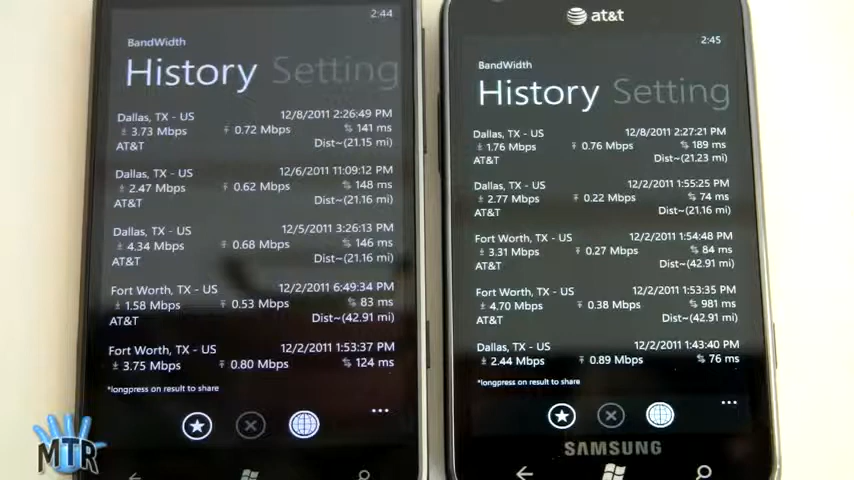 2:44
BandWidth
History Setting
Dallas, TX - US 12/8/2011 2:26:49 PM
3.73 Mbps 0.72 Mbps 141 ms
AT&T Dist~(21.15 mi)
Dallas, TX - US 12/6/2011 11:09:12 PM
2.47 Mbps 0.62 Mbps 148 ms
AT&T Dist~(21.16 mi)
Dallas, TX - US 12/5/2011 3:26:13 PM
4.34 Mbps 0.68 Mbps 146 ms
AT&T Dist~(21.16 mi)
Fort Worth, TX - US 12/2/2011 6:49:34 PM
1.58 Mbps 0.53 Mbps 83 ms
AT&T Dist~(42.91 mi)
Fort Worth, TX - US 12/2/2011 1:53:37 PM
3.75 Mbps 0.80 Mbps 124 ms
*longpress on result to share
MTR
at&t
2:45
BandWidth
History Setting
Dallas, TX - US 12/8/2011 2:27:21 PM
1.76 Mbps 0.76 Mbps 189 ms
AT&T Dist~(21.23 mi)
Dallas, TX - US 12/2/2011 1:55:25 PM
2.77 Mbps 0.22 Mbps 74 ms
AT&T Dist~(21.16 mi)
Fort Worth, TX - US 12/2/2011 1:54:48 PM
3.31 Mbps 0.27 Mbps 84 ms
AT&T Dist~(42.91 mi)
Fort Worth, TX - US 12/2/2011 1:53:35 PM
4.70 Mbps 0.38 Mbps 981 ms
AT&T Dist~(42.91 mi)
Dallas, TX - US 12/2/2011 1:43:40 PM
2.44 Mbps 0.89 Mbps 76 ms
*longpress on result to share
SAMSUNG